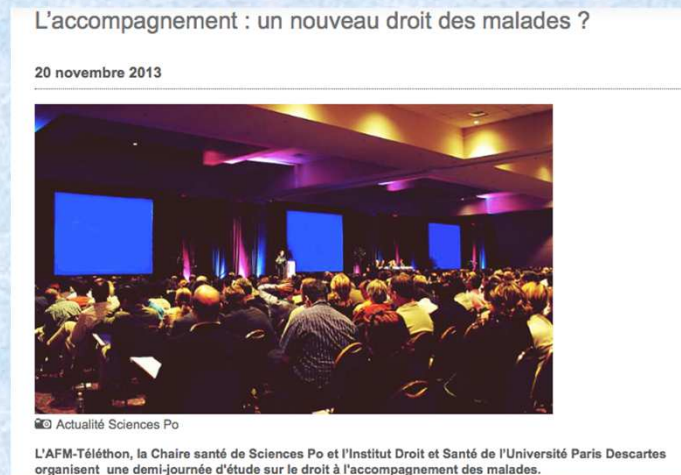 L'accompagnement : un nouveau droit des malades ?
20 novembre 2013
Actualité Sciences Po
L'AFM-Téléthon, la Chaire santé de Sciences Po et l'Institut Droit et Santé de l'Université Paris Descartes
organisent une demi-journée d'étude sur le droit à l'accompagnement des malades.